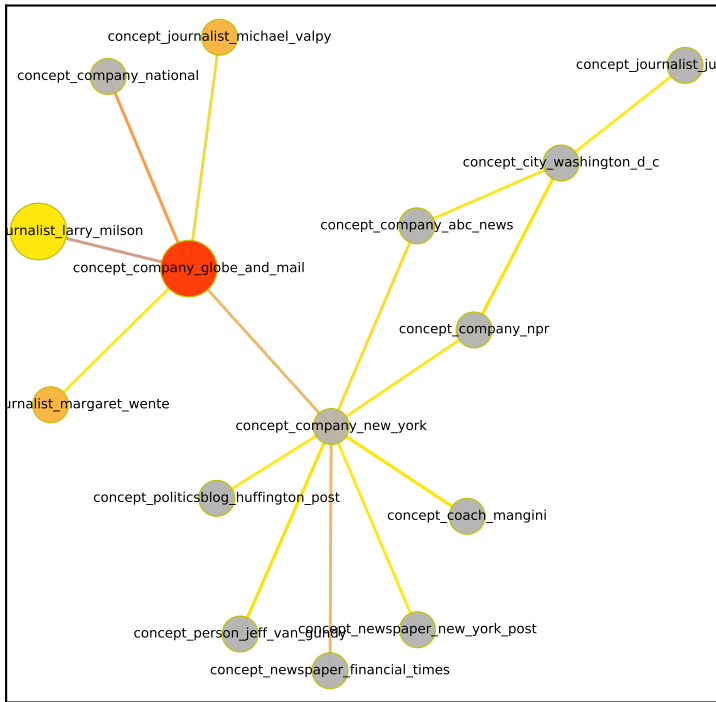 concept_journalist_michael_valpy
concept_company_national
concept_journalist_ju
concept_city_washington_d_c
concept_company_abc_news
urnalist_larry_milson
concept_company_globe_and_mail
concept_company_npr
urnalist_margaret_wente
concept_company_new_york
concept_politicsblog_huffington_post
concept_coach_mangini
concept_person_jeff_van_gundy
concept_newspaper_new_york_post
concept_newspaper_financial_times